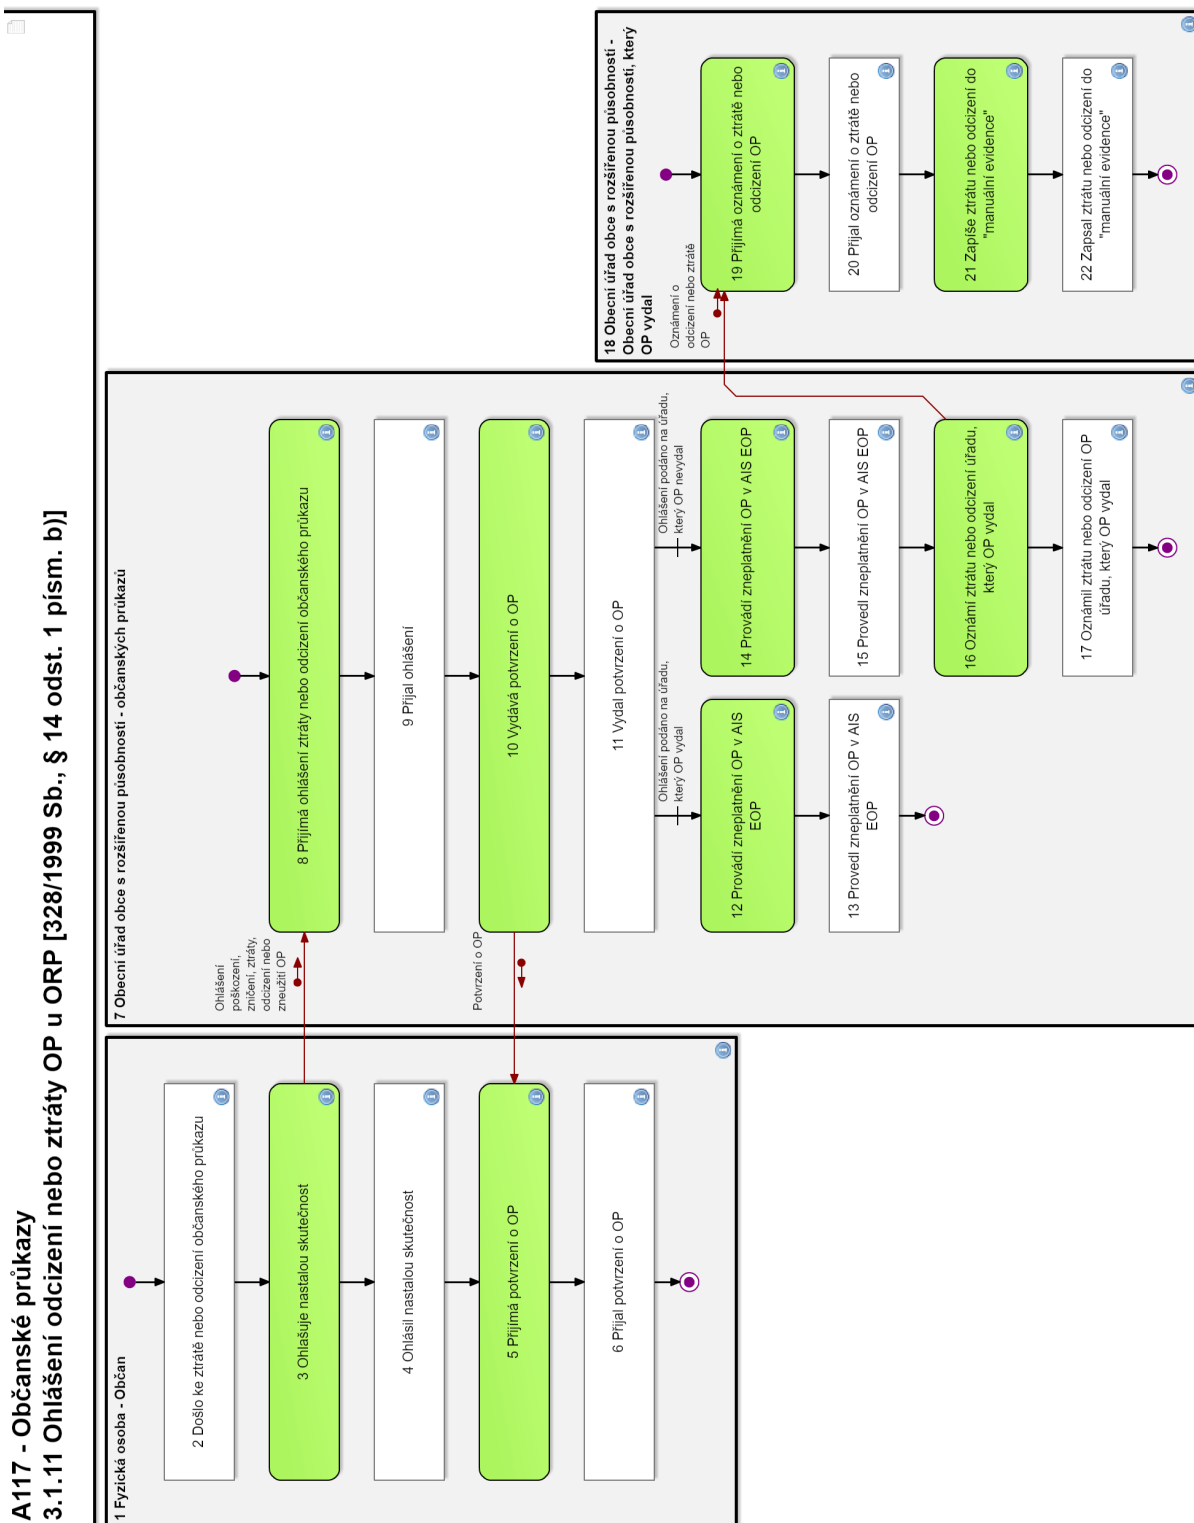 A117 - Občanské průkazy
3.1.11 Ohlášení odcizení nebo ztráty OP u ORP [328/1999 Sb., § 14 odst. 1 písm. b)]
1 Fyzická osoba - Občan
2 Došlo ke ztrátě nebo odcizení občanského průkazu
3 Ohlašuje nastalou skutečnost
4 Ohlásil nastalou skutečnost
5 Přijímá potvrzení o OP
6 Přijal potvrzení o OP
Ohlášení
poškození,
zničení, ztráty,
odcizení nebo
zneužití OP
Potvrzení o OP
7 Obecní úřad obce s rozšířenou působností - občanských průkazů
8 Přijímá ohlášení ztráty nebo odcizení občanského průkazu
9 Přijal ohlášení
10 Vydává potvrzení o OP
11 Vydal potvrzení o OP
Ohlášení podáno na úřadu,
který OP vydal
12 Provádí zneplatnění OP v AIS
EOP
13 Provedl zneplatnění OP v AIS
EOP
Ohlášení podáno na úřadu,
který OP nevydal
14 Provádí zneplatnění OP v AIS EOP
15 Provedl zneplatnění OP v AIS EOP
16 Oznámí ztrátu nebo odcizení úřadu,
který OP vydal
17 Oznámil ztrátu nebo odcizení OP
úřadu, který OP vydal
18 Obecní úřad obce s rozšířenou působností -
Obecní úřad obce s rozšířenou působností, který
OP vydal
Oznámení o
odcizení nebo ztrátě
OP
19 Přijímá oznámení o ztrátě nebo
odcizení OP
20 Přijal oznámení o ztrátě nebo
odcizení OP
21 Zapíše ztrátu nebo odcizení do
"manuální evidence"
22 Zapsal ztrátu nebo odcizení do
"manuální evidence"